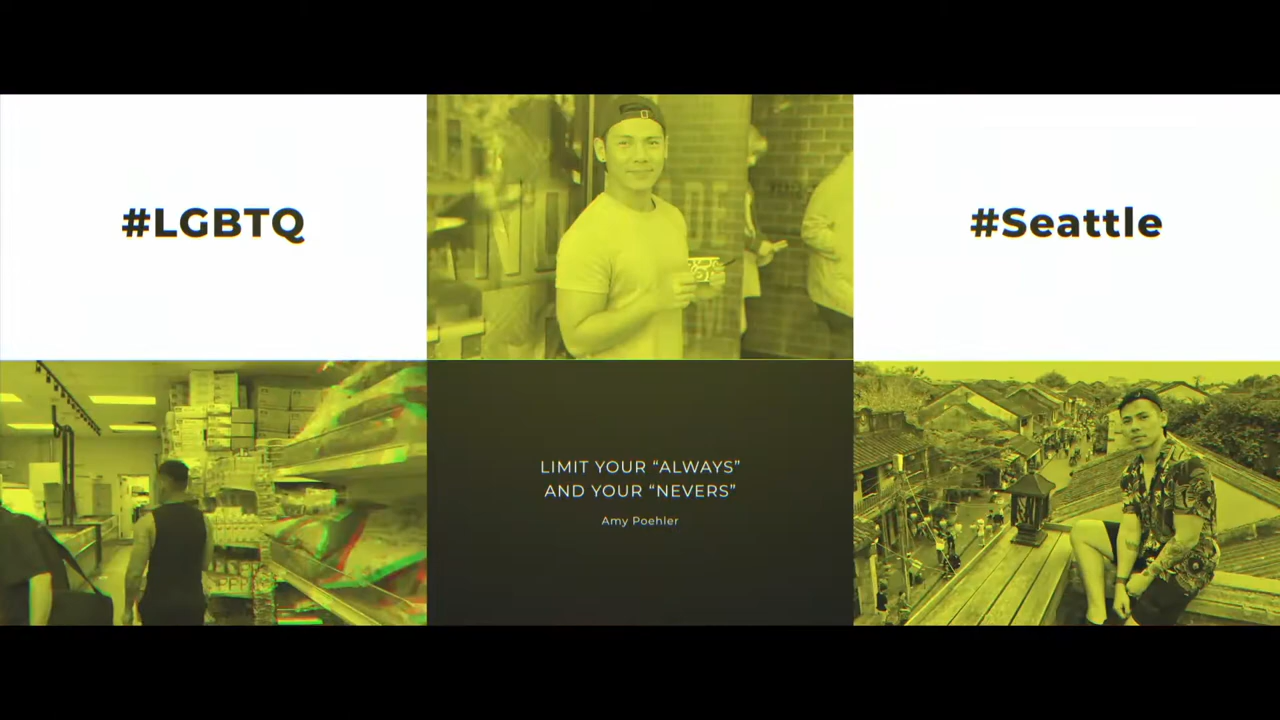 #LGBTQ
#Seattle
LIMIT YOUR “ALWAYS”
AND YOUR “NEVERS”
Amy Poehler